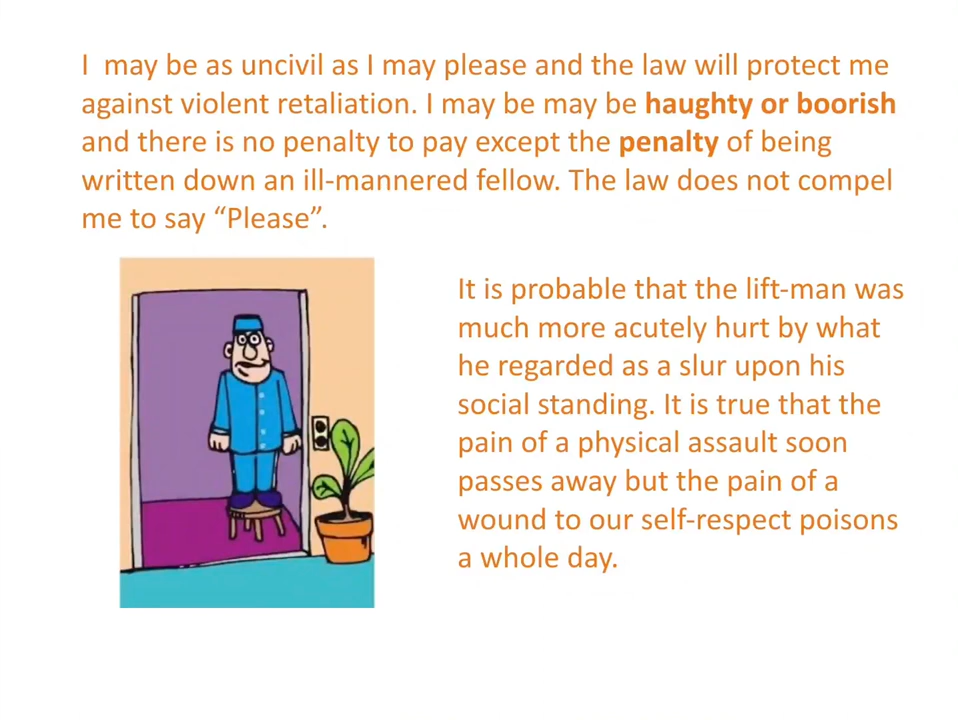 I  may be as uncivil as I may please and the law will protect me
against violent retaliation. I may be may be haughty or boorish
and there is no penalty to pay except the penalty of being
written down an ill-mannered fellow. The law does not compel
me to say “Please”.
It is probable that the lift-man was
much more acutely hurt by what
he regarded as a slur upon his
social standing. It is true that the
pain of a physical assault soon
passes away but the pain of a
wound to our self-respect poisons
a whole day.